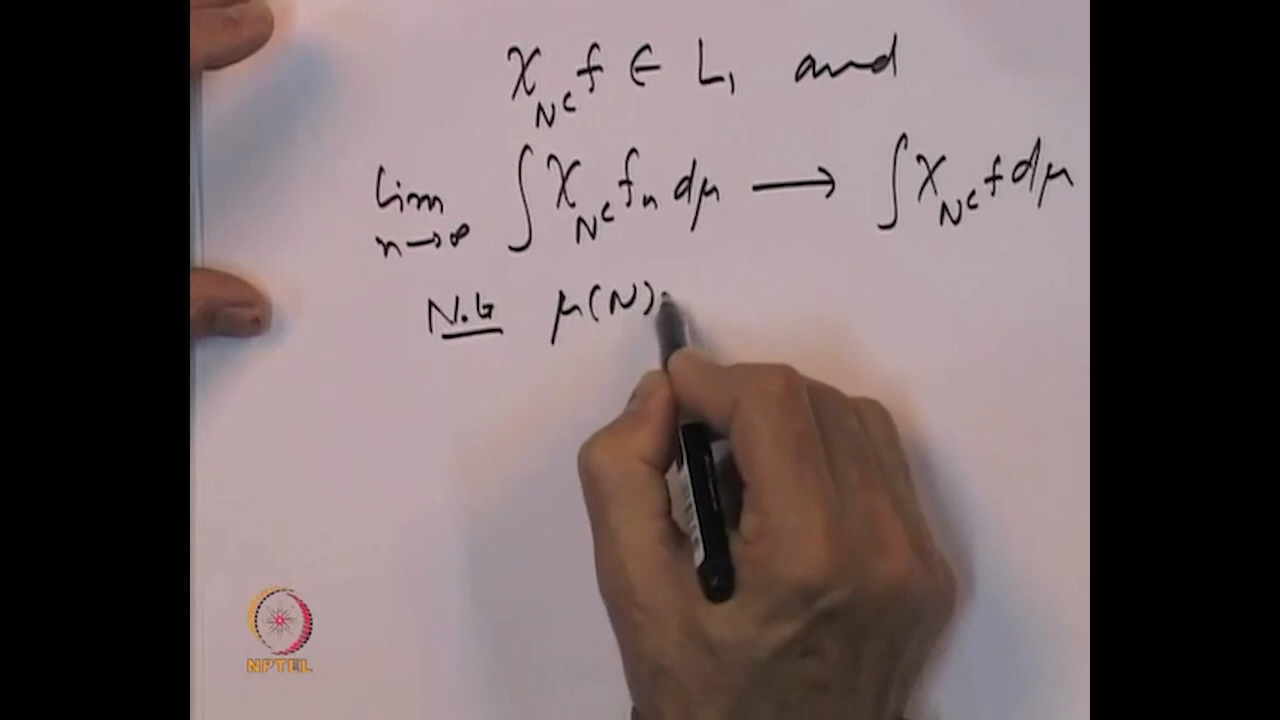 χ_{N^c} f ∈ L_1 and
lim_{n→∞} ∫ χ_{N^c} f_n dμ ⟶ ∫ χ_{N^c} f dμ
N.b μ(N)
NPTEL